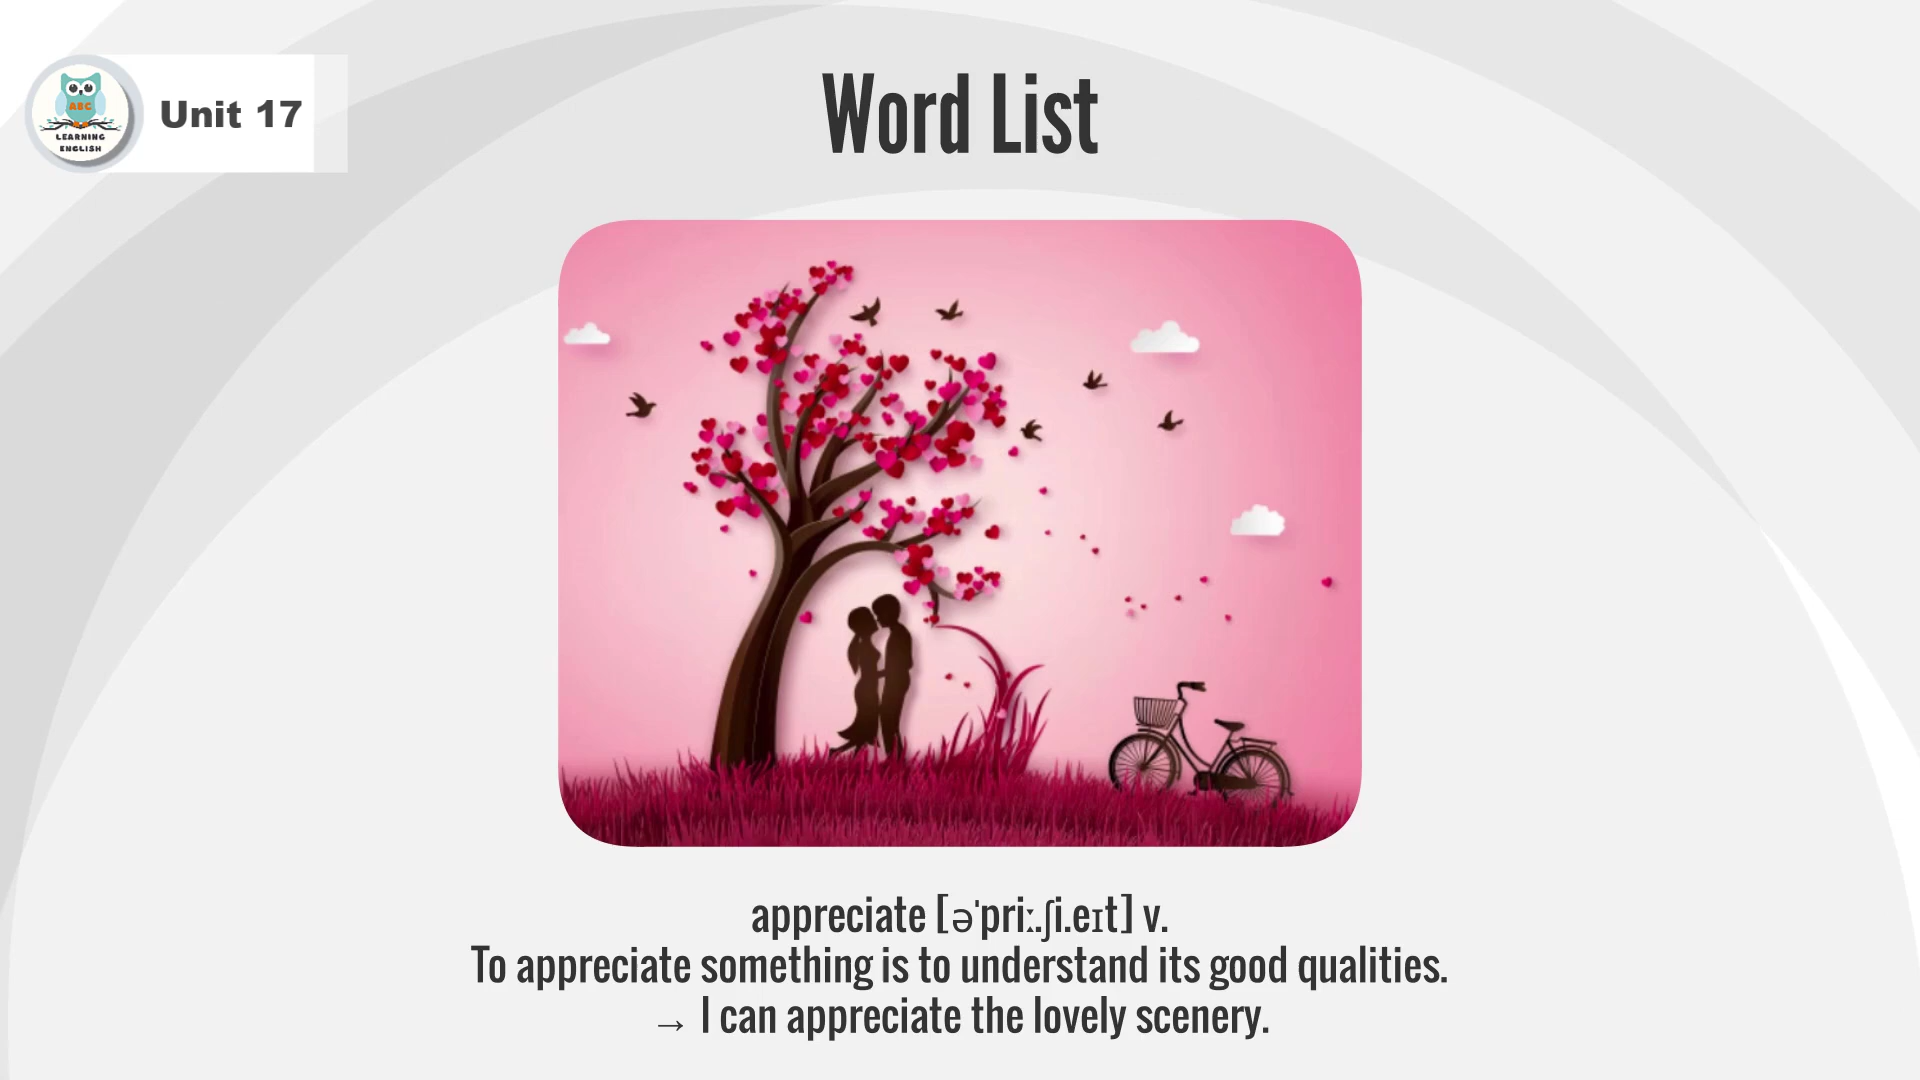 ABC
LEARNING
ENGLISH
Unit 17
Word List
appreciate [əˈpriː.ʃi.eɪt] v.
To appreciate something is to understand its good qualities.
→ I can appreciate the lovely scenery.